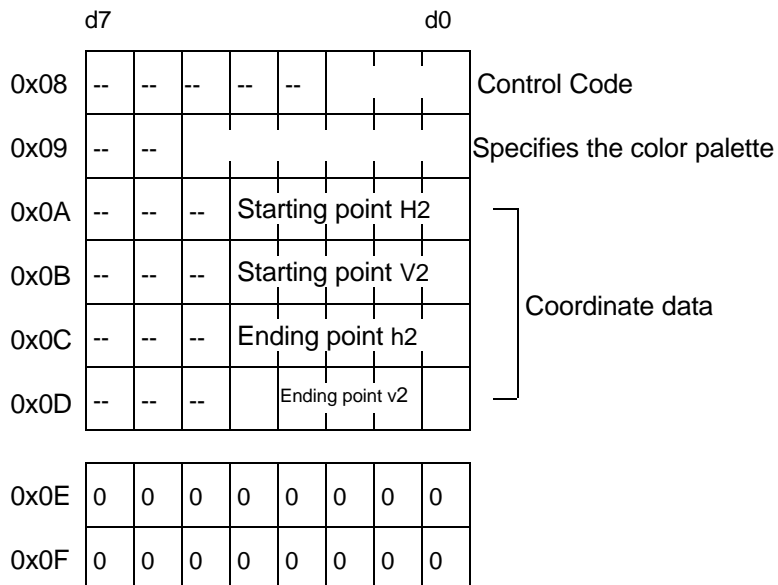 d7 d0
0x08 -- -- -- -- -- Control Code
0x09 -- -- Specifies the color palette
0x0A -- -- -- Starting point H2
0x0B -- -- -- Starting point V2
Coordinate data
0x0C -- -- -- Ending point h2
0x0D -- -- -- Ending point v2
0x0E 0 0 0 0 0 0 0 0
0x0F 0 0 0 0 0 0 0 0